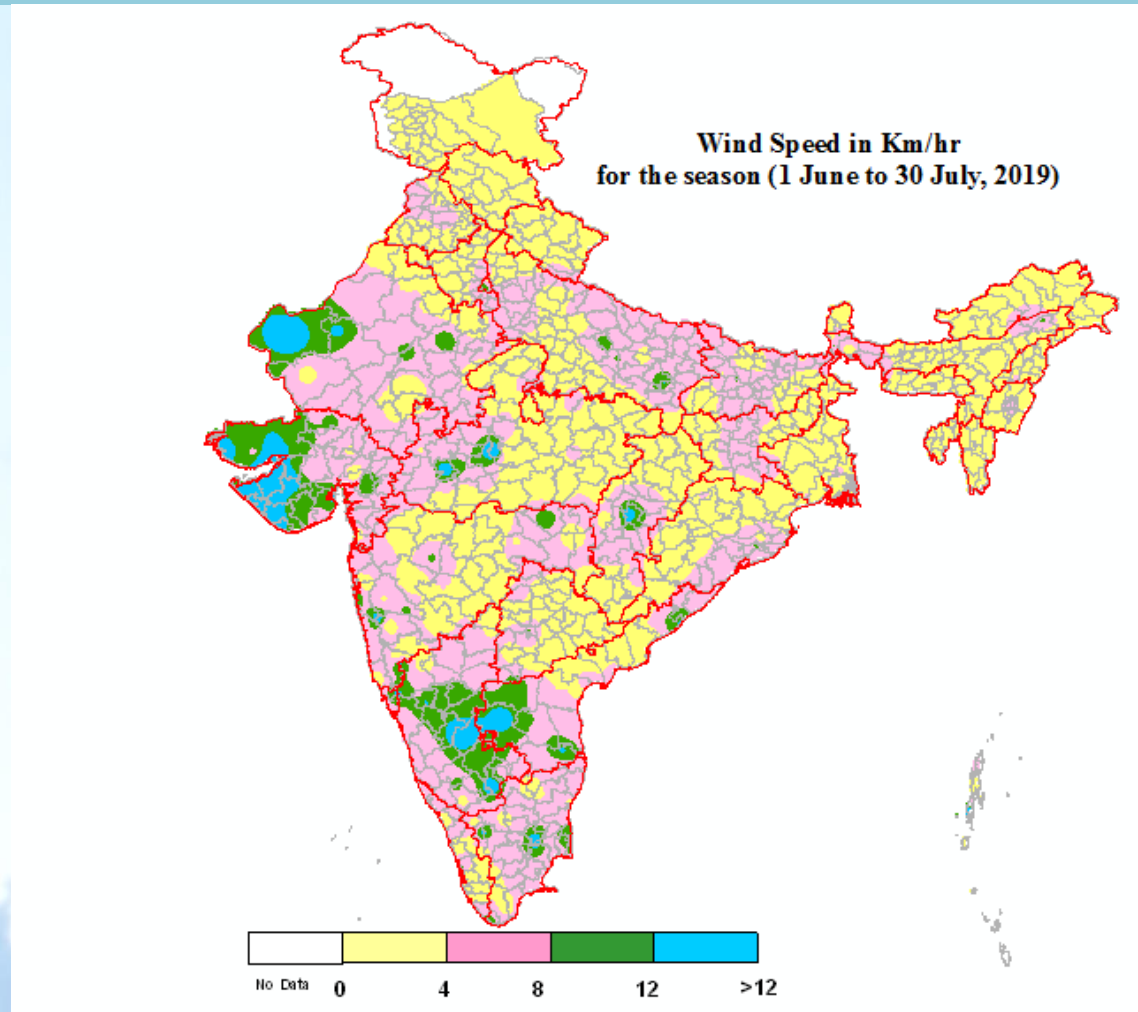 Wind Speed in Km/hr
for the season (1 June to 30 July, 2019)
No Data 0 4 8 12 >12